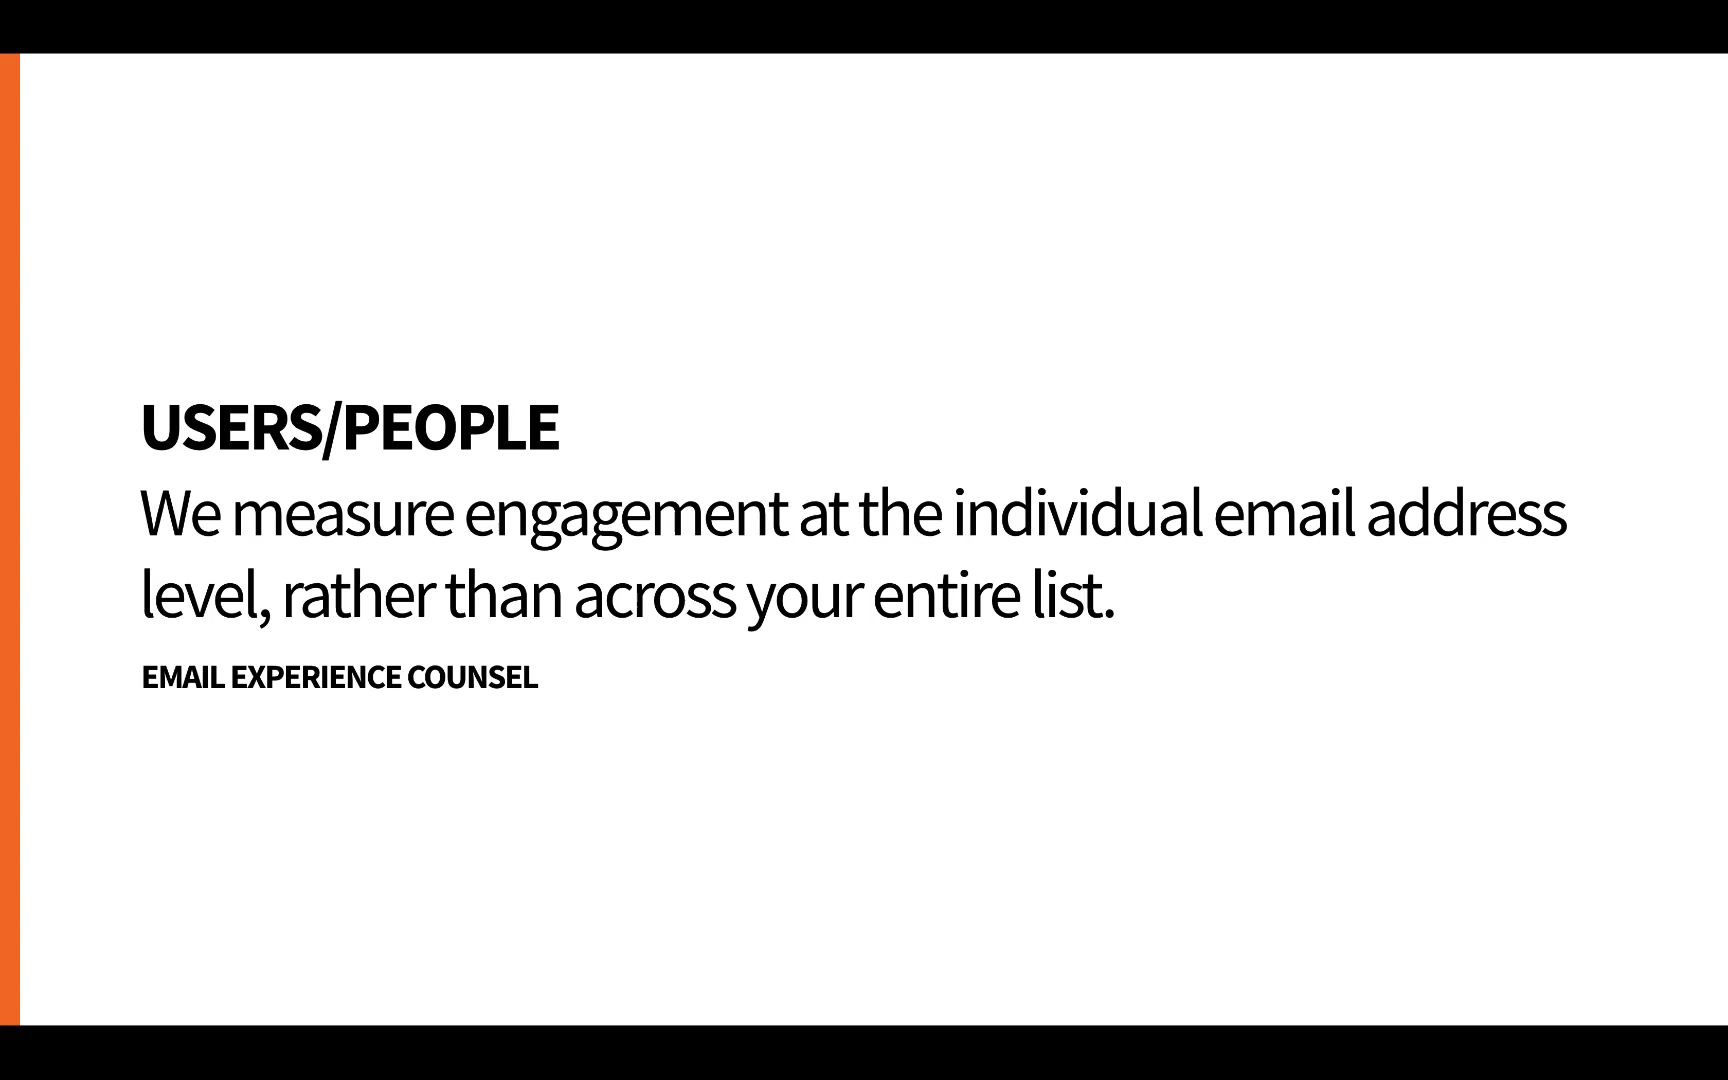 USERS/PEOPLE
We measure engagement at the individual email address
level, rather than across your entire list.
EMAIL EXPERIENCE COUNSEL